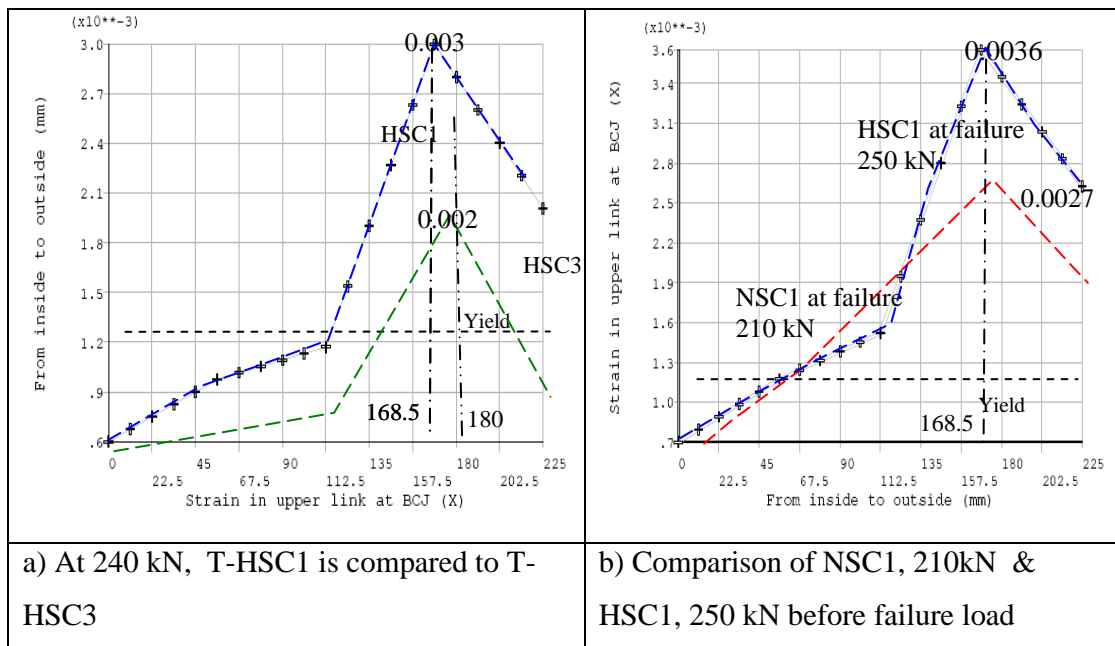 (x10**-3)
3.0
2.7
2.4
2.1
1.8
1.5
1.2
.9
.6
From inside to outside (mm)
0.003
HSC1
0.002
HSC3
Yield
168.5
180
0 45 90 135 180 225
22.5 67.5 112.5 157.5 202.5
Strain in upper link at BCJ (X)
(x10**-3)
3.6
3.4
3.1
2.8
2.5
2.2
1.9
1.6
1.3
1.0
.7
Strain in upper link at BCJ (X)
0.0036
HSC1 at failure
250 kN
0.0027
NSC1 at failure
210 kN
Yield
168.5
0 45 90 135 180 225
22.5 67.5 112.5 157.5 202.5
From inside to outside (mm)
a) At 240 kN, T-HSC1 is compared to T-
HSC3
b) Comparison of NSC1, 210kN &
HSC1, 250 kN before failure load